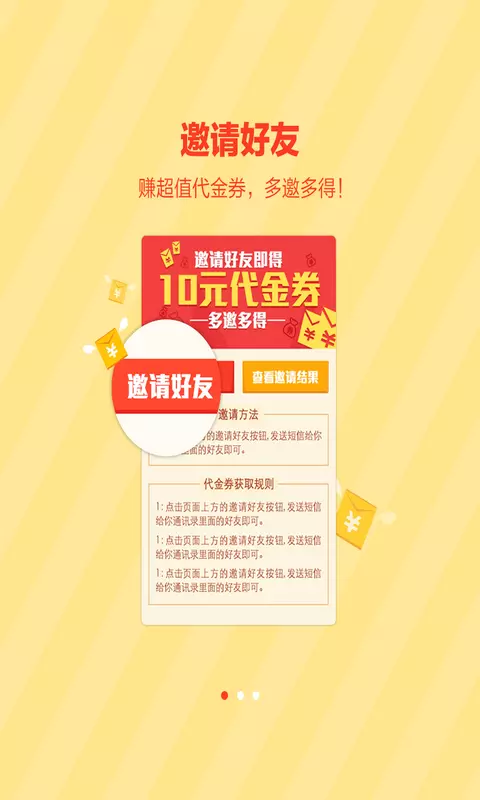 邀请好友
赚超值代金券，多邀多得！
邀请好友即得
10元代金券
多邀多得
邀请好友
查看邀请结果
邀请方法
方的邀请好友按钮,发送短信给你
里面的好友即可。
代金券获取规则
1: 点击页面上方的邀请好友按钮, 发送短信
给你通讯录里面的好友即可。
1: 点击页面上方的邀请好友按钮, 发送短信
给你通讯录里面的好友即可。
1: 点击页面上方的邀请好友按钮, 发送短信
给你通讯录里面的好友即可。